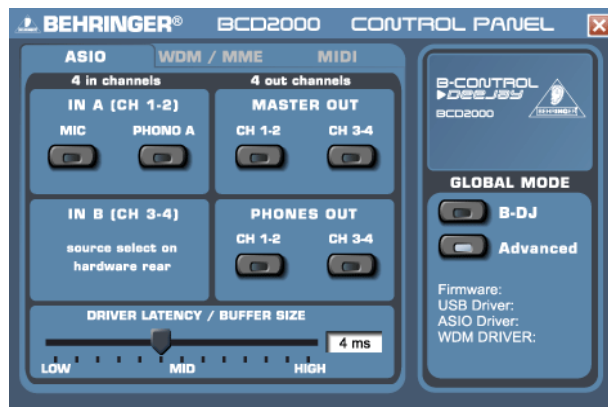 BEHRINGER® BCD2000 CONTROL PANEL
ASIO WDM / MME MIDI
4 in channels
4 out channels
IN A (CH 1-2)
MIC PHONO A
MASTER OUT
CH 1-2 CH 3-4
IN B (CH 3-4)
source select on
hardware rear
PHONES OUT
CH 1-2 CH 3-4
DRIVER LATENCY / BUFFER SIZE
4 ms
LOW MID HIGH
B-CONTROL
DEEJAY
BCD2000
BEHRINGER
GLOBAL MODE
B-DJ
Advanced
Firmware:
USB Driver:
ASIO Driver:
WDM DRIVER: